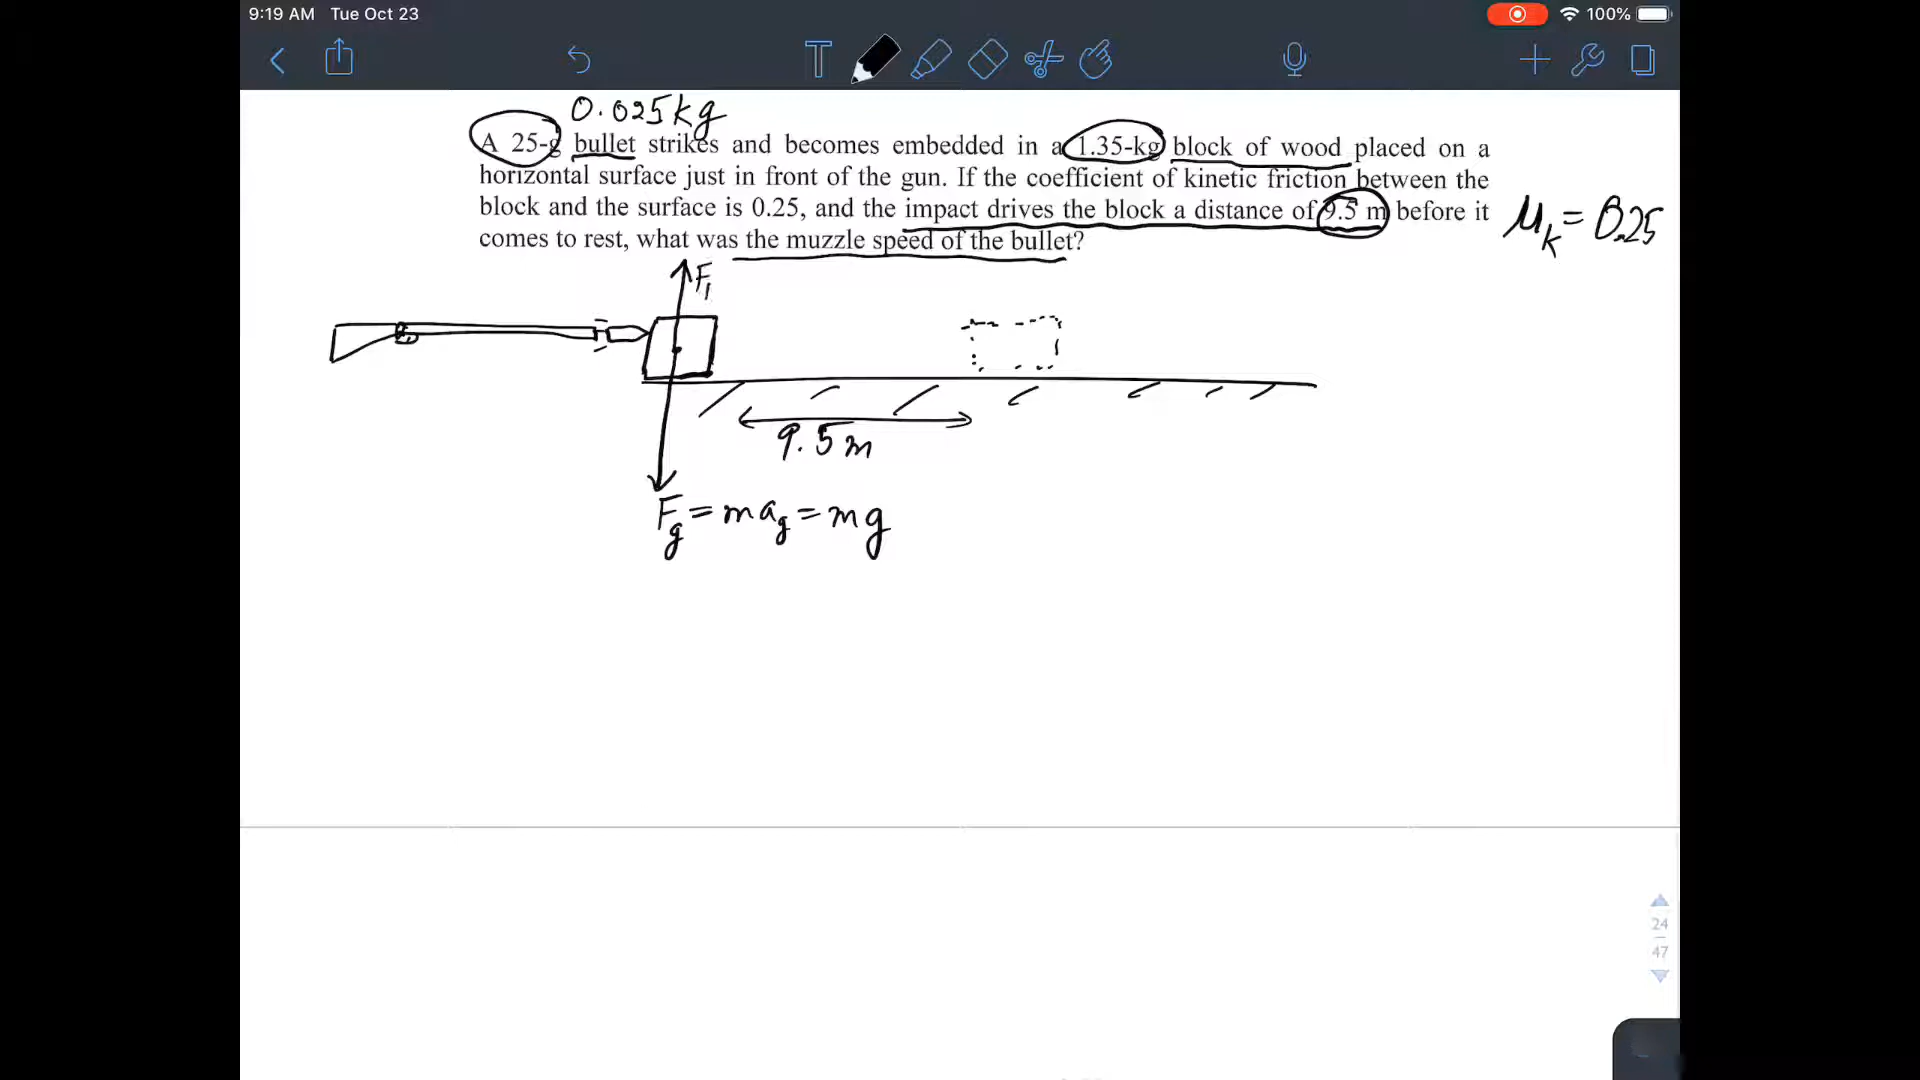 9:19 AM Tue Oct 23
100%
0.025kg
A 25-g bullet strikes and becomes embedded in a 1.35-kg block of wood placed on a
horizontal surface just in front of the gun. If the coefficient of kinetic friction between the
block and the surface is 0.25, and the impact drives the block a distance of 9.5 m before it
comes to rest, what was the muzzle speed of the bullet?
μk = 0.25
F1
9.5 m
Fg = mag = mg
24
47